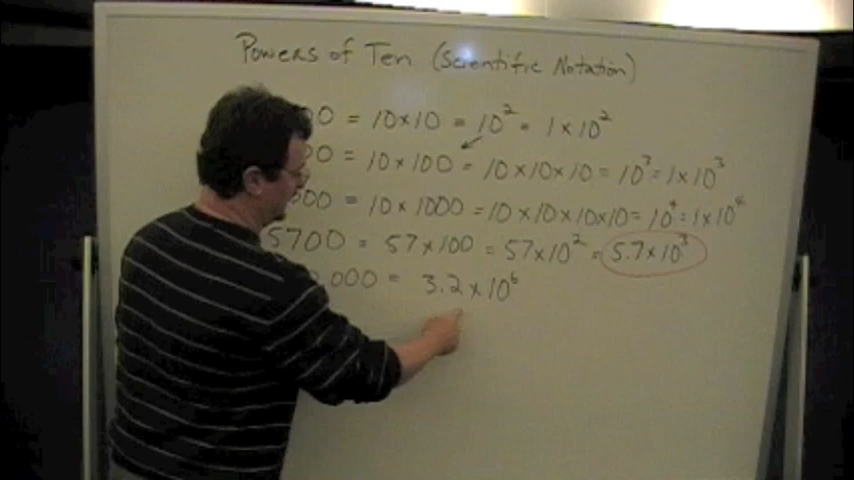 Powers of Ten (Scientific Notation)
00 = 10×10 = 10² = 1×10²
00 = 10×100 = 10×10×10 = 10³ = 1×10³
000 = 10×1000 = 10×10×10×10 = 10⁴ = 1×10⁴
5700 = 57×100 = 57×10² = 5.7×10³
0,000 = 3.2×10⁶